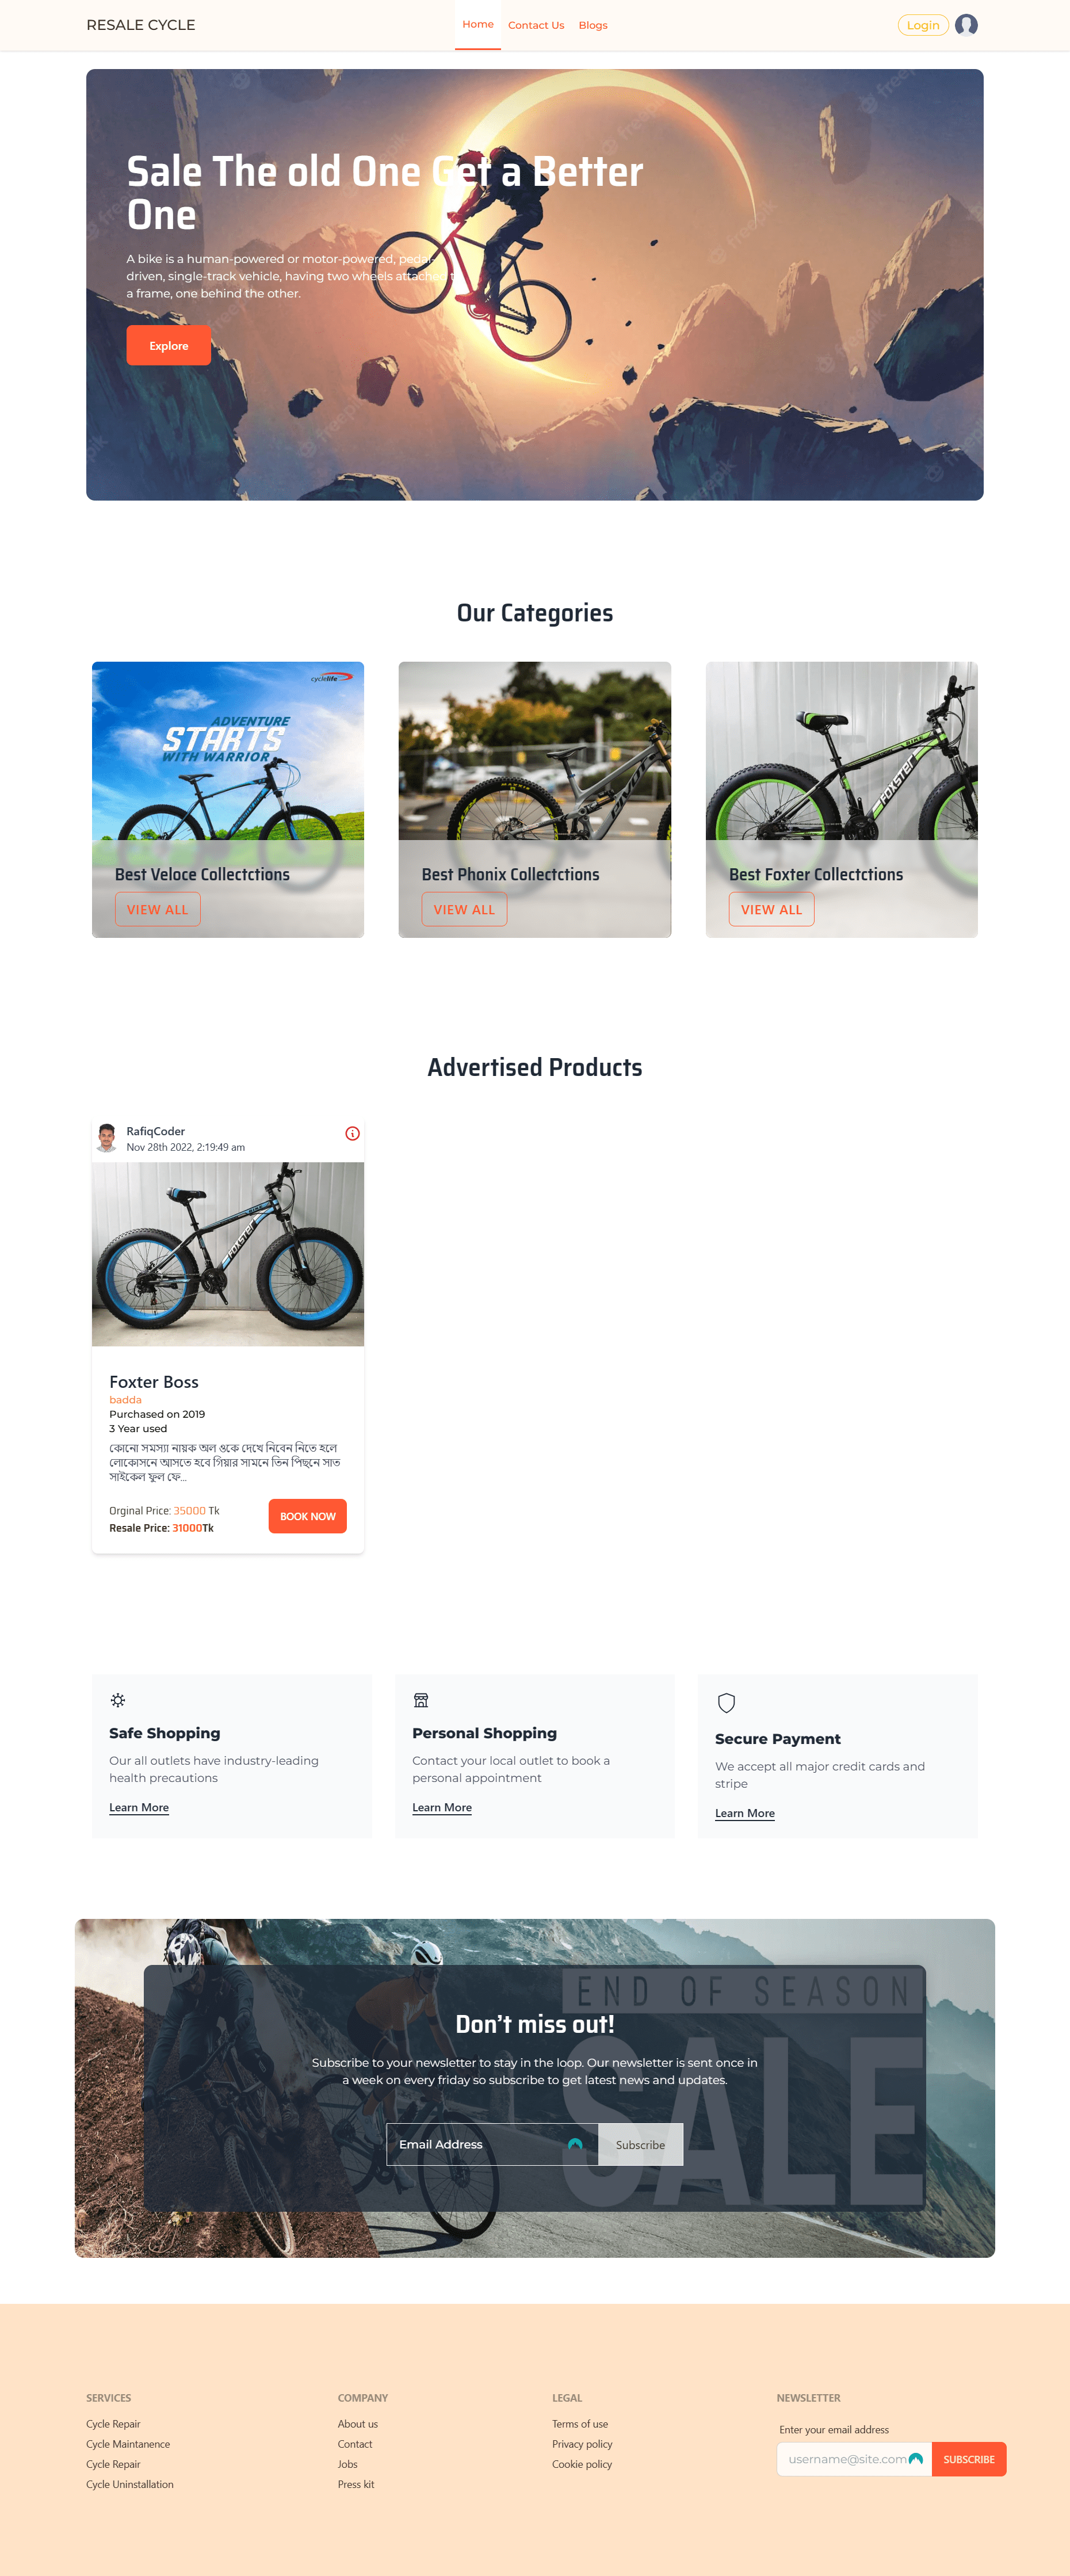 RESALE CYCLE
Home
Contact Us
Blogs
Login
Sale The old One Get a Better
One
A bike is a human-powered or motor-powered, pedal-
driven, single-track vehicle, having two wheels attached to
a frame, one behind the other.
Explore
Our Categories
cyclelife
ADVENTURE
STARTS
WITH WARRIOR
Best Veloce Collectctions
VIEW ALL
PIVOT
Best Phonix Collectctions
VIEW ALL
FOXSTER
Best Foxter Collectctions
VIEW ALL
Advertised Products
RafiqCoder
Nov 28th 2022, 2:19:49 am
FOXSTER
Foxter Boss
badda
Purchased on 2019
3 Year used
কোনো সমস্যা নায়ক অল ওকে দেখে নিবেন নিতে হলে
লোকোসনে আসতে হবে গিয়ার সামনে তিন পিছনে সাত
সাইকেল ফুল ফে...
Orginal Price: 35000 Tk
Resale Price: 31000Tk
BOOK NOW
Safe Shopping
Our all outlets have industry-leading
health precautions
Learn More
Personal Shopping
Contact your local outlet to book a
personal appointment
Learn More
Secure Payment
We accept all major credit cards and
stripe
Learn More
END OF SEASON
SALE
Don't miss out!
Subscribe to your newsletter to stay in the loop. Our newsletter is sent once in
a week on every friday so subscribe to get latest news and updates.
Email Address
Subscribe
SERVICES
Cycle Repair
Cycle Maintanence
Cycle Repair
Cycle Uninstallation
COMPANY
About us
Contact
Jobs
Press kit
LEGAL
Terms of use
Privacy policy
Cookie policy
NEWSLETTER
Enter your email address
username@site.com
SUBSCRIBE